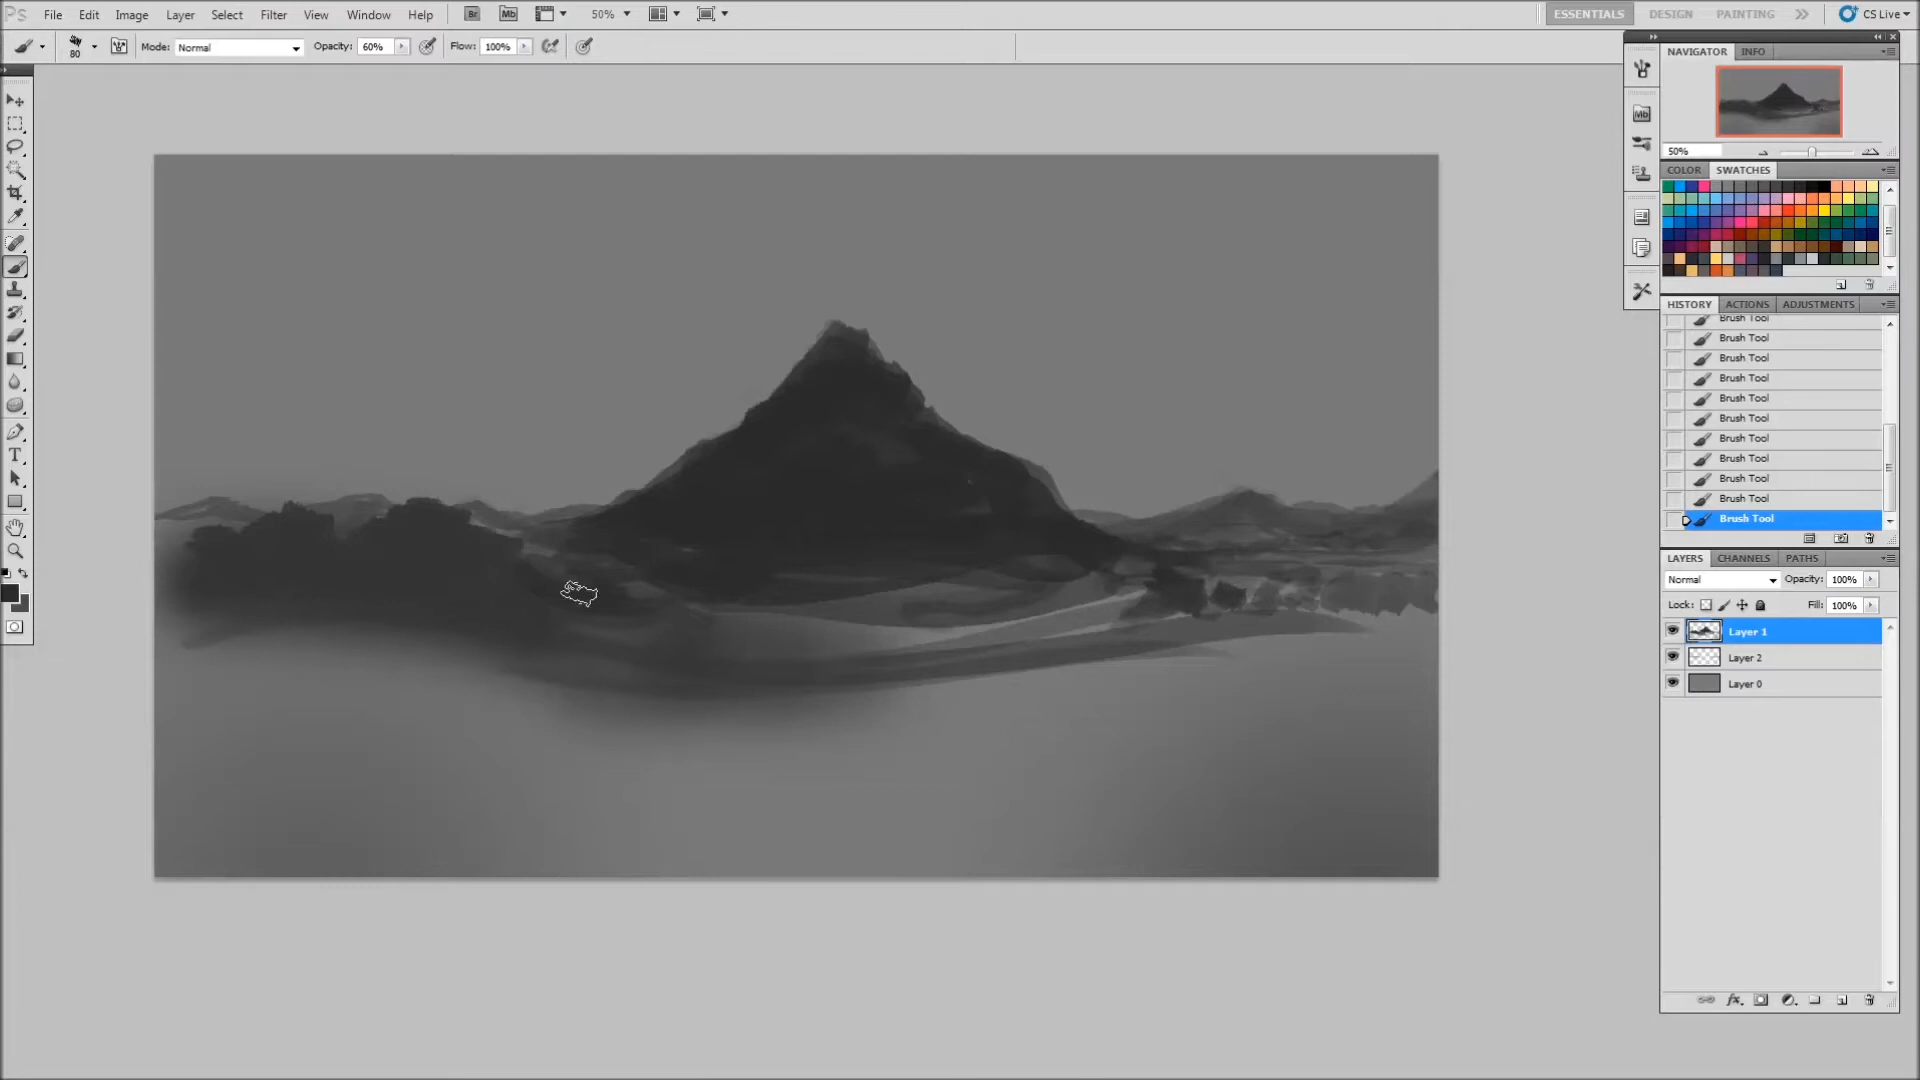 Ps File Edit Image Layer Select Filter View Window Help Br Mb 50% ESSENTIALS DESIGN PAINTING CS Live
80 Mode: Normal Opacity: 60% Flow: 100%
NAVIGATOR INFO
50%
COLOR SWATCHES
HISTORY ACTIONS ADJUSTMENTS
Brush Tool
Brush Tool
Brush Tool
Brush Tool
Brush Tool
Brush Tool
Brush Tool
Brush Tool
Brush Tool
Brush Tool
Brush Tool
LAYERS CHANNELS PATHS
Normal Opacity: 100%
Lock: Fill: 100%
Layer 1
Layer 2
Layer 0
Mb
T
fx